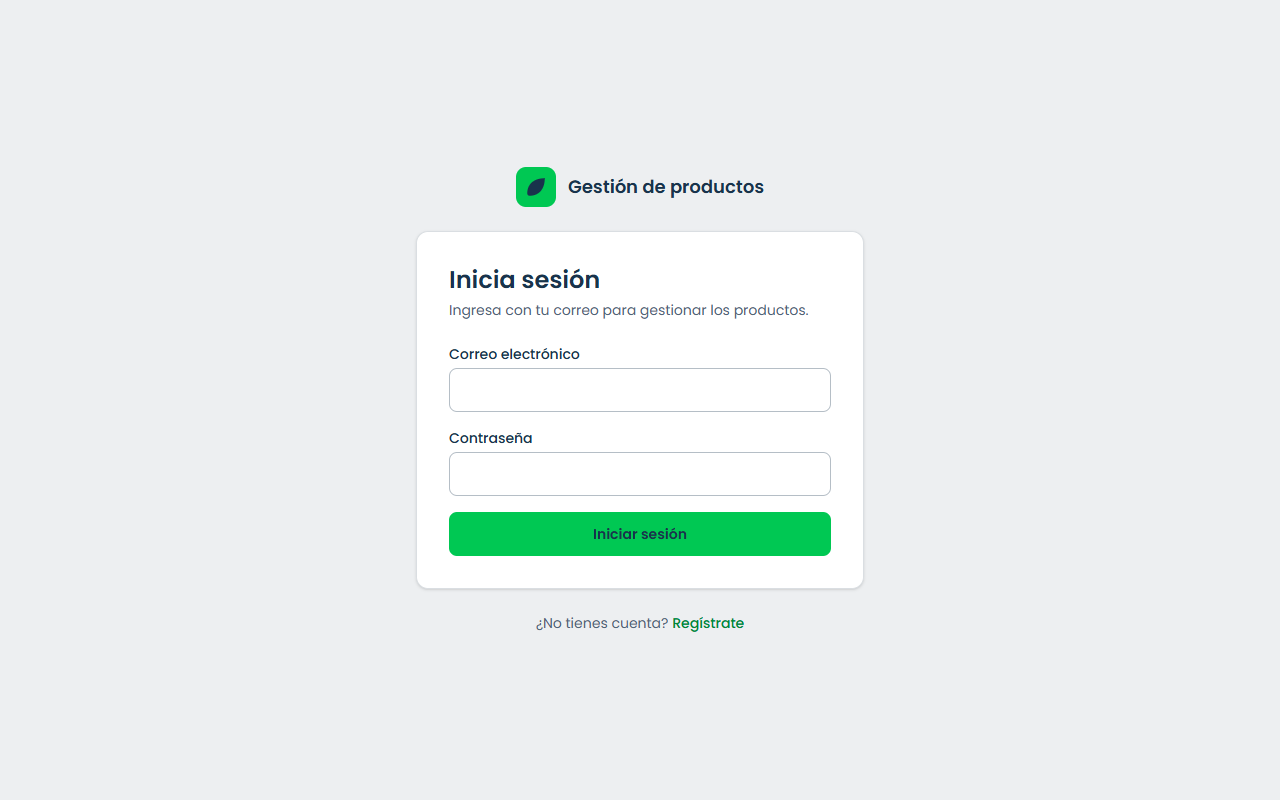 Gestión de productos
Inicia sesión
Ingresa con tu correo para gestionar los productos.
Correo electrónico
Contraseña
Iniciar sesión
¿No tienes cuenta? Regístrate